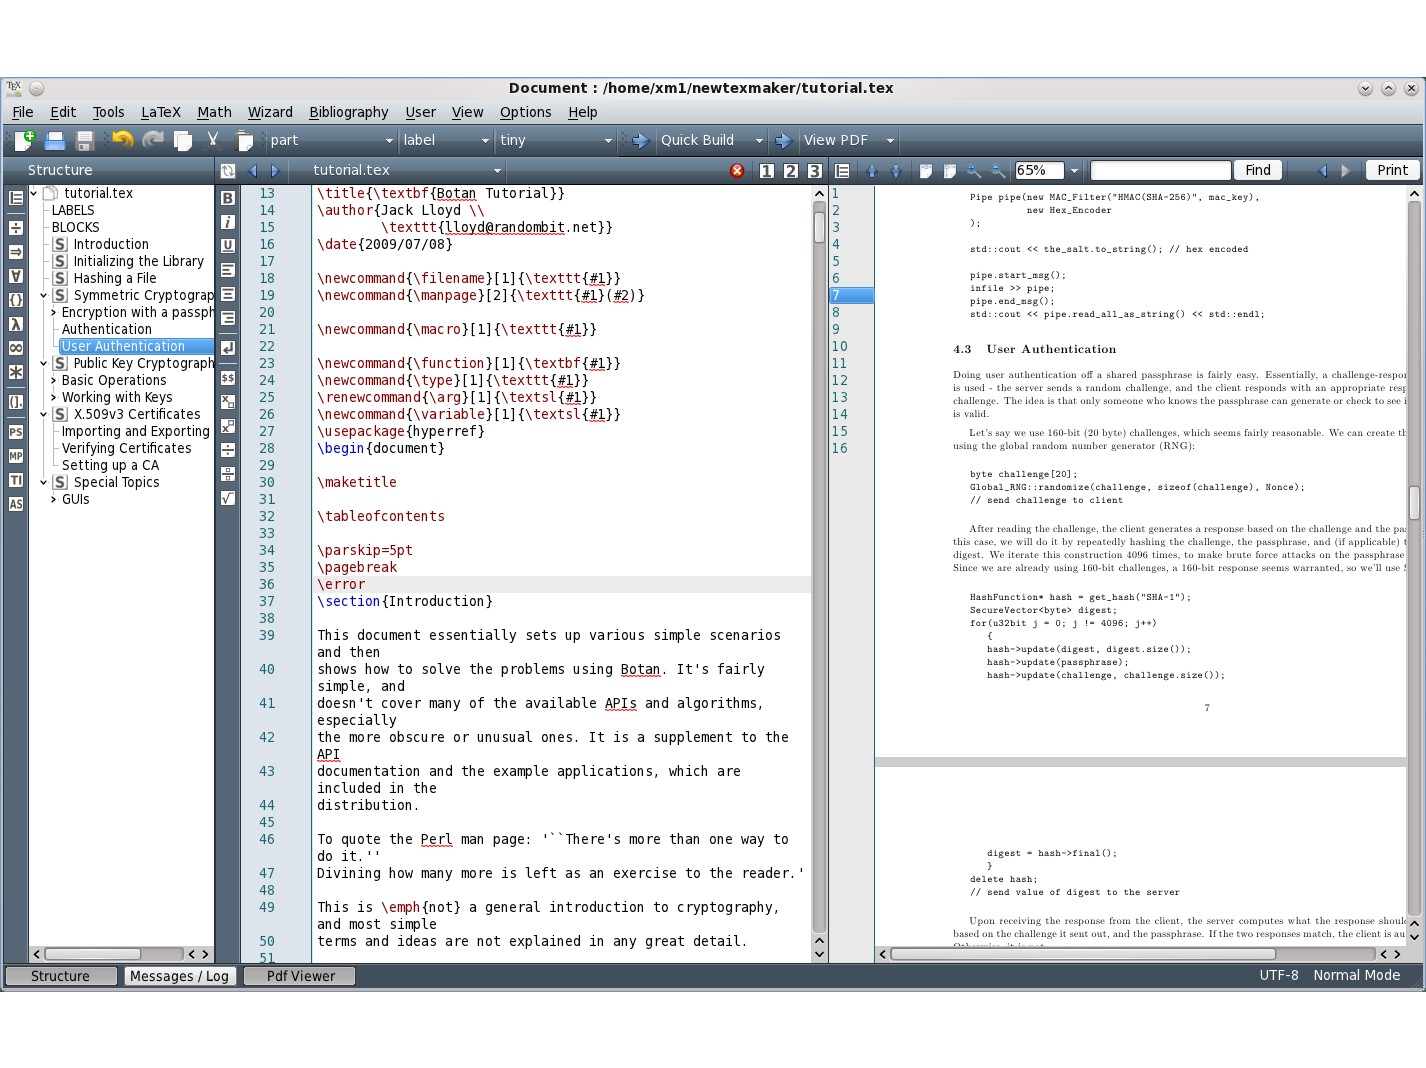 Document : /home/xm1/newtexmaker/tutorial.tex
File Edit Tools LaTeX Math Wizard Bibliography User View Options Help
part label tiny Quick Build View PDF
Structure tutorial.tex 1 2 3 65% Find Print
tutorial.tex
LABELS
BLOCKS
Introduction
Initializing the Library
Hashing a File
Symmetric Cryptograp
Encryption with a passph
Authentication
User Authentication
Public Key Cryptograph
Basic Operations
Working with Keys
X.509v3 Certificates
Importing and Exporting
Verifying Certificates
Setting up a CA
Special Topics
GUIs
13 \title{\textbf{Botan Tutorial}}
14 \author{Jack Lloyd \\
15 \texttt{lloyd@randombit.net}}
16 \date{2009/07/08}
17
18 \newcommand{\filename}[1]{\texttt{#1}}
19 \newcommand{\manpage}[2]{\texttt{#1}(#2)}
20
21 \newcommand{\macro}[1]{\texttt{#1}}
22
23 \newcommand{\function}[1]{\textbf{#1}}
24 \newcommand{\type}[1]{\texttt{#1}}
25 \renewcommand{\arg}[1]{\textsl{#1}}
26 \newcommand{\variable}[1]{\textsl{#1}}
27 \usepackage{hyperref}
28 \begin{document}
29
30 \maketitle
31
32 \tableofcontents
33
34 \parskip=5pt
35 \pagebreak
36 \error
37 \section{Introduction}
38
39 This document essentially sets up various simple scenarios
and then
40 shows how to solve the problems using Botan. It's fairly
simple, and
41 doesn't cover many of the available APIs and algorithms,
especially
42 the more obscure or unusual ones. It is a supplement to the
API
43 documentation and the example applications, which are
included in the
44 distribution.
45
46 To quote the Perl man page: '``There's more than one way to
do it.''
47 Divining how many more is left as an exercise to the reader.'
48
49 This is \emph{not} a general introduction to cryptography,
and most simple
50 terms and ideas are not explained in any great detail.
51
1
2
3
4
5
6
7
8
9
10
11
12
13
14
15
16
Pipe pipe(new MAC_Filter("HMAC(SHA-256)", mac_key),
new Hex_Encoder
);
std::cout << the_salt.to_string(); // hex encoded
pipe.start_msg();
infile >> pipe;
pipe.end_msg();
std::cout << pipe.read_all_as_string() << std::endl;
4.3 User Authentication
Doing user authentication off a shared passphrase is fairly easy. Essentially, a challenge-respor
is used - the server sends a random challenge, and the client responds with an appropriate resp
challenge. The idea is that only someone who knows the passphrase can generate or check to see i
is valid.
Let's say we use 160-bit (20 byte) challenges, which seems fairly reasonable. We can create th
using the global random number generator (RNG):
byte challenge[20];
Global_RNG::randomize(challenge, sizeof(challenge), Nonce);
// send challenge to client
After reading the challenge, the client generates a response based on the challenge and the pas
this case, we will do it by repeatedly hashing the challenge, the passphrase, and (if applicable) t
digest. We iterate this construction 4096 times, to make brute force attacks on the passphrase
Since we are already using 160-bit challenges, a 160-bit response seems warranted, so we'll use S
HashFunction* hash = get_hash("SHA-1");
SecureVector<byte> digest;
for(u32bit j = 0; j != 4096; j++)
{
hash->update(digest, digest.size());
hash->update(passphrase);
hash->update(challenge, challenge.size());
7
digest = hash->final();
}
delete hash;
// send value of digest to the server
Upon receiving the response from the client, the server computes what the response shoul
based on the challenge it sent out, and the passphrase. If the two responses match, the client is au
Structure Messages / Log Pdf Viewer UTF-8 Normal Mode